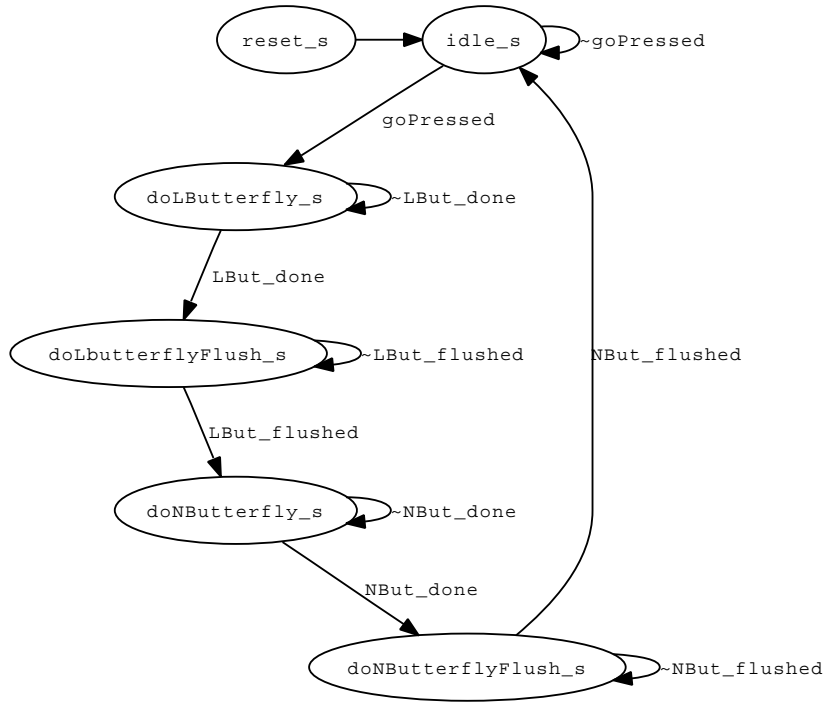 reset_s
idle_s
~goPressed
goPressed
doLButterfly_s
~LBut_done
LBut_done
doLbutterflyFlush_s
~LBut_flushed
NBut_flushed
LBut_flushed
doNButterfly_s
~NBut_done
NBut_done
doNButterflyFlush_s
~NBut_flushed